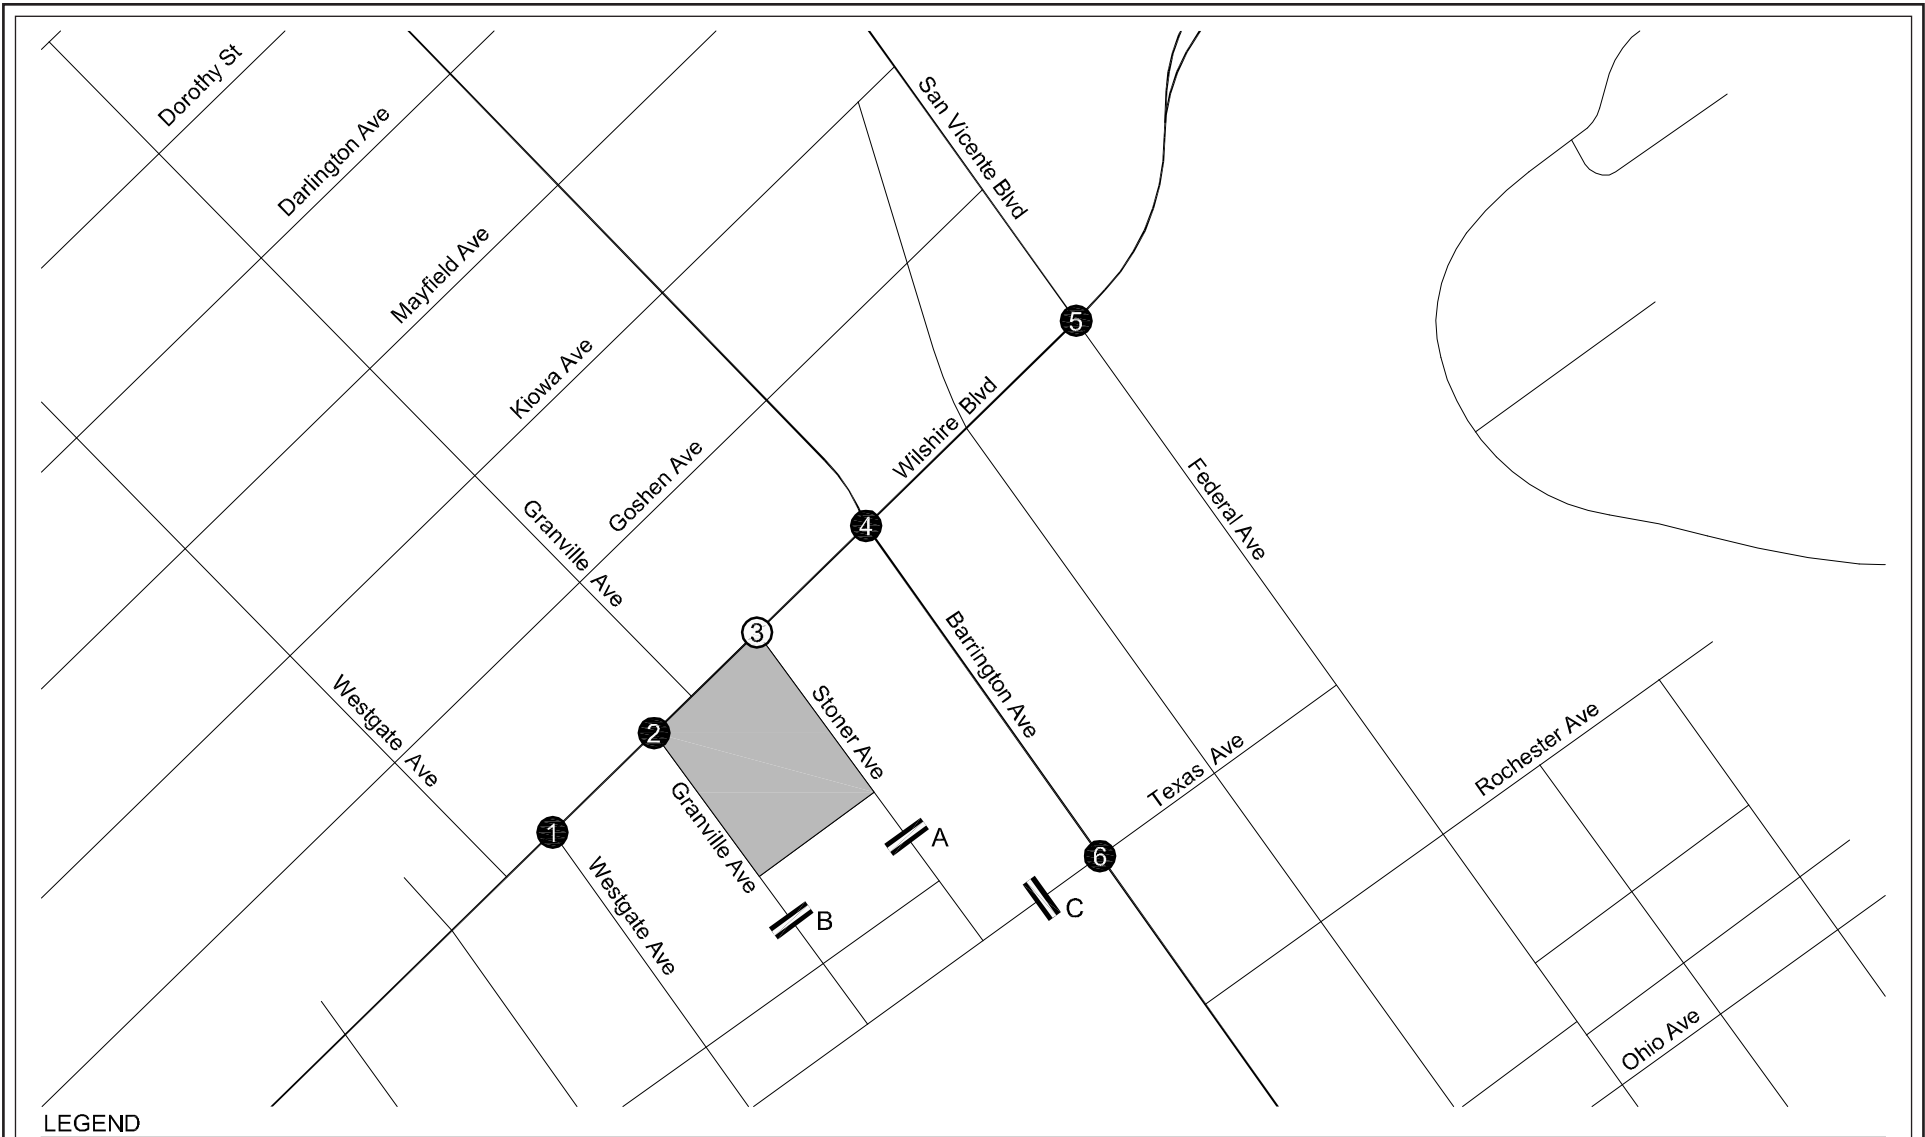 Dorothy St
Darlington Ave
San Vicente Blvd
Mayfield Ave
5
Kiowa Ave
Wilshire Blvd
Goshen Ave
Granville Ave
Federal Ave
4
3
Barrington Ave
Westgate Ave
Stoner Ave
2
Texas Ave
Rochester Ave
Granville Ave
1
A
6
Westgate Ave
B
C
Ohio Ave
LEGEND